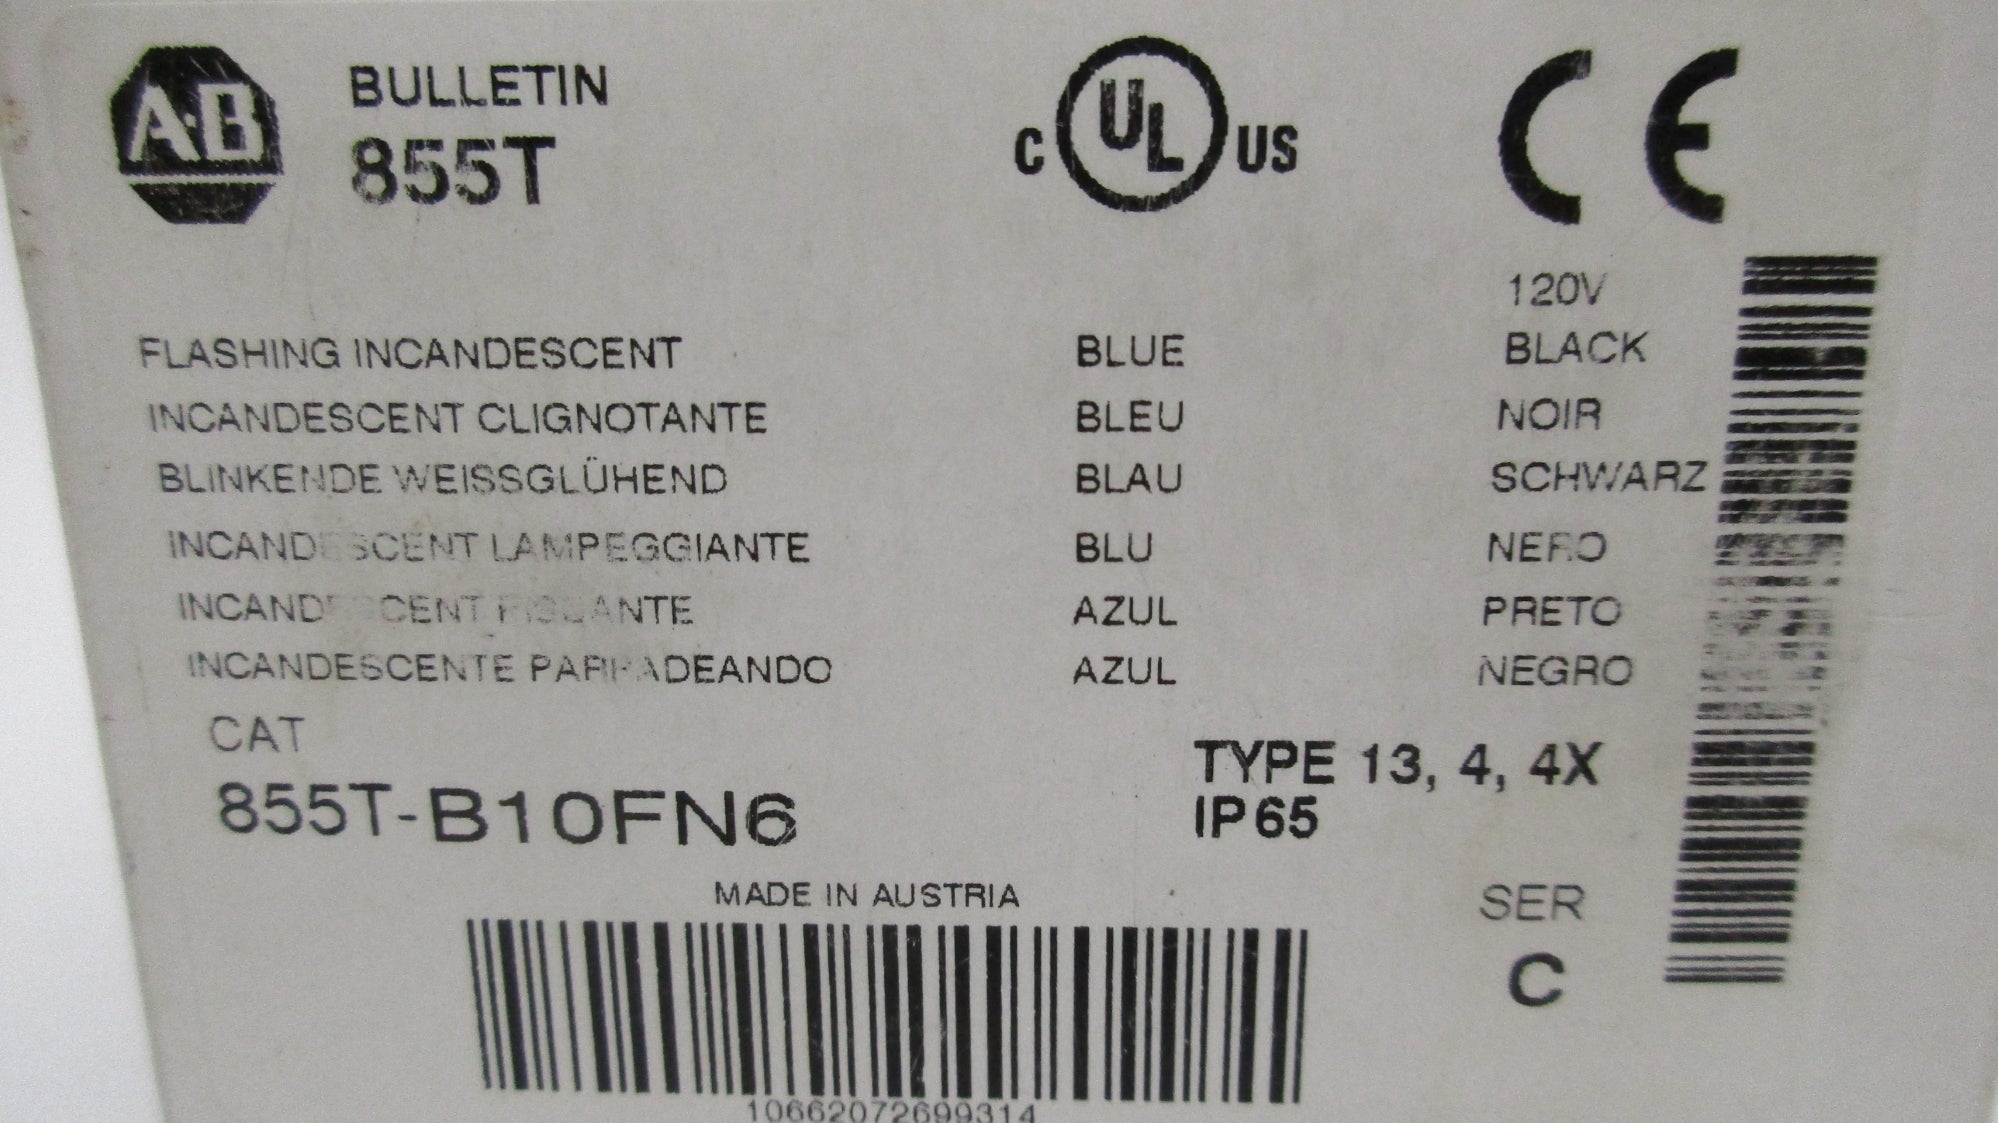 AB
BULLETIN
855T
C UL US
CE
120V
FLASHING INCANDESCENT BLUE BLACK
INCANDESCENT CLIGNOTANTE BLEU NOIR
BLINKENDE WEISSGLÜHEND BLAU SCHWARZ
INCANDESCENT LAMPEGGIANTE BLU NERO
INCANDESCENT AZUL PRETO
INCANDESCENTE PARPADEANDO AZUL NEGRO
CAT
855T-B10FN6
TYPE 13, 4, 4X
IP65
MADE IN AUSTRIA
SER
C
10662072699314